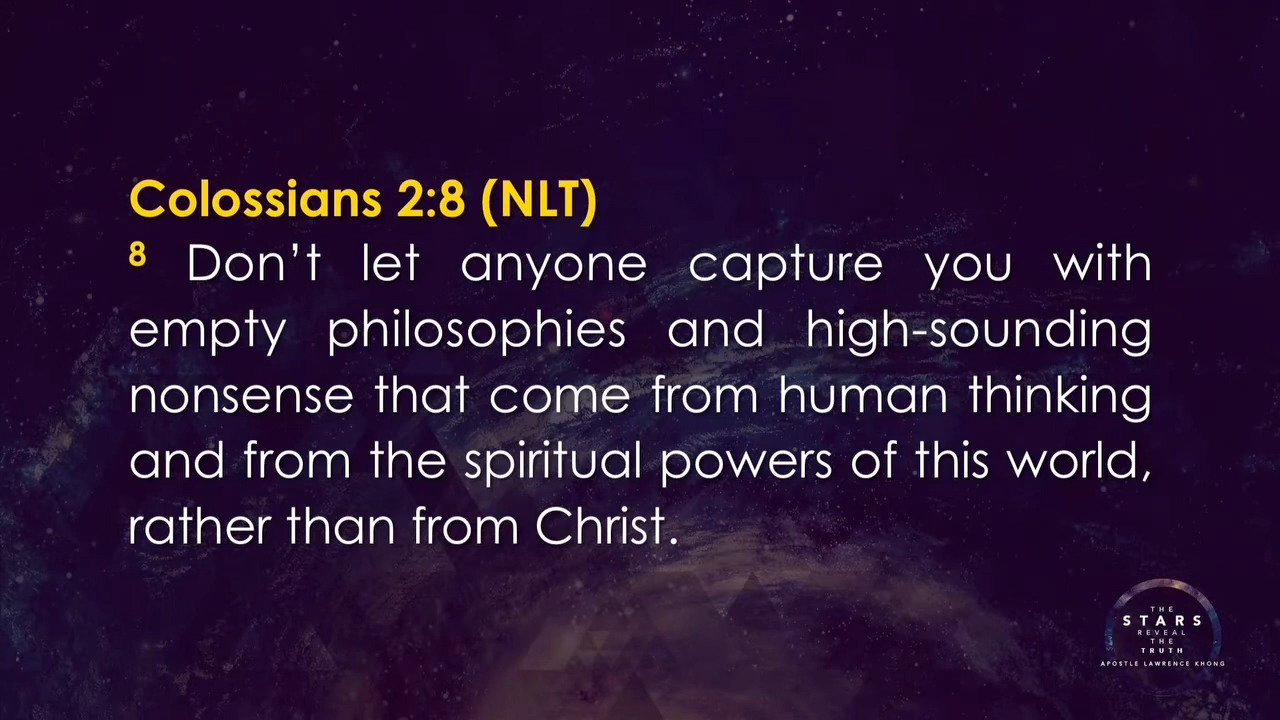 Colossians 2:8 (NLT)
8 Don’t let anyone capture you with
empty philosophies and high-sounding
nonsense that come from human thinking
and from the spiritual powers of this world,
rather than from Christ.
THE
STARS
REVEAL
THE
TRUTH
APOSTLE LAWRENCE KHONG